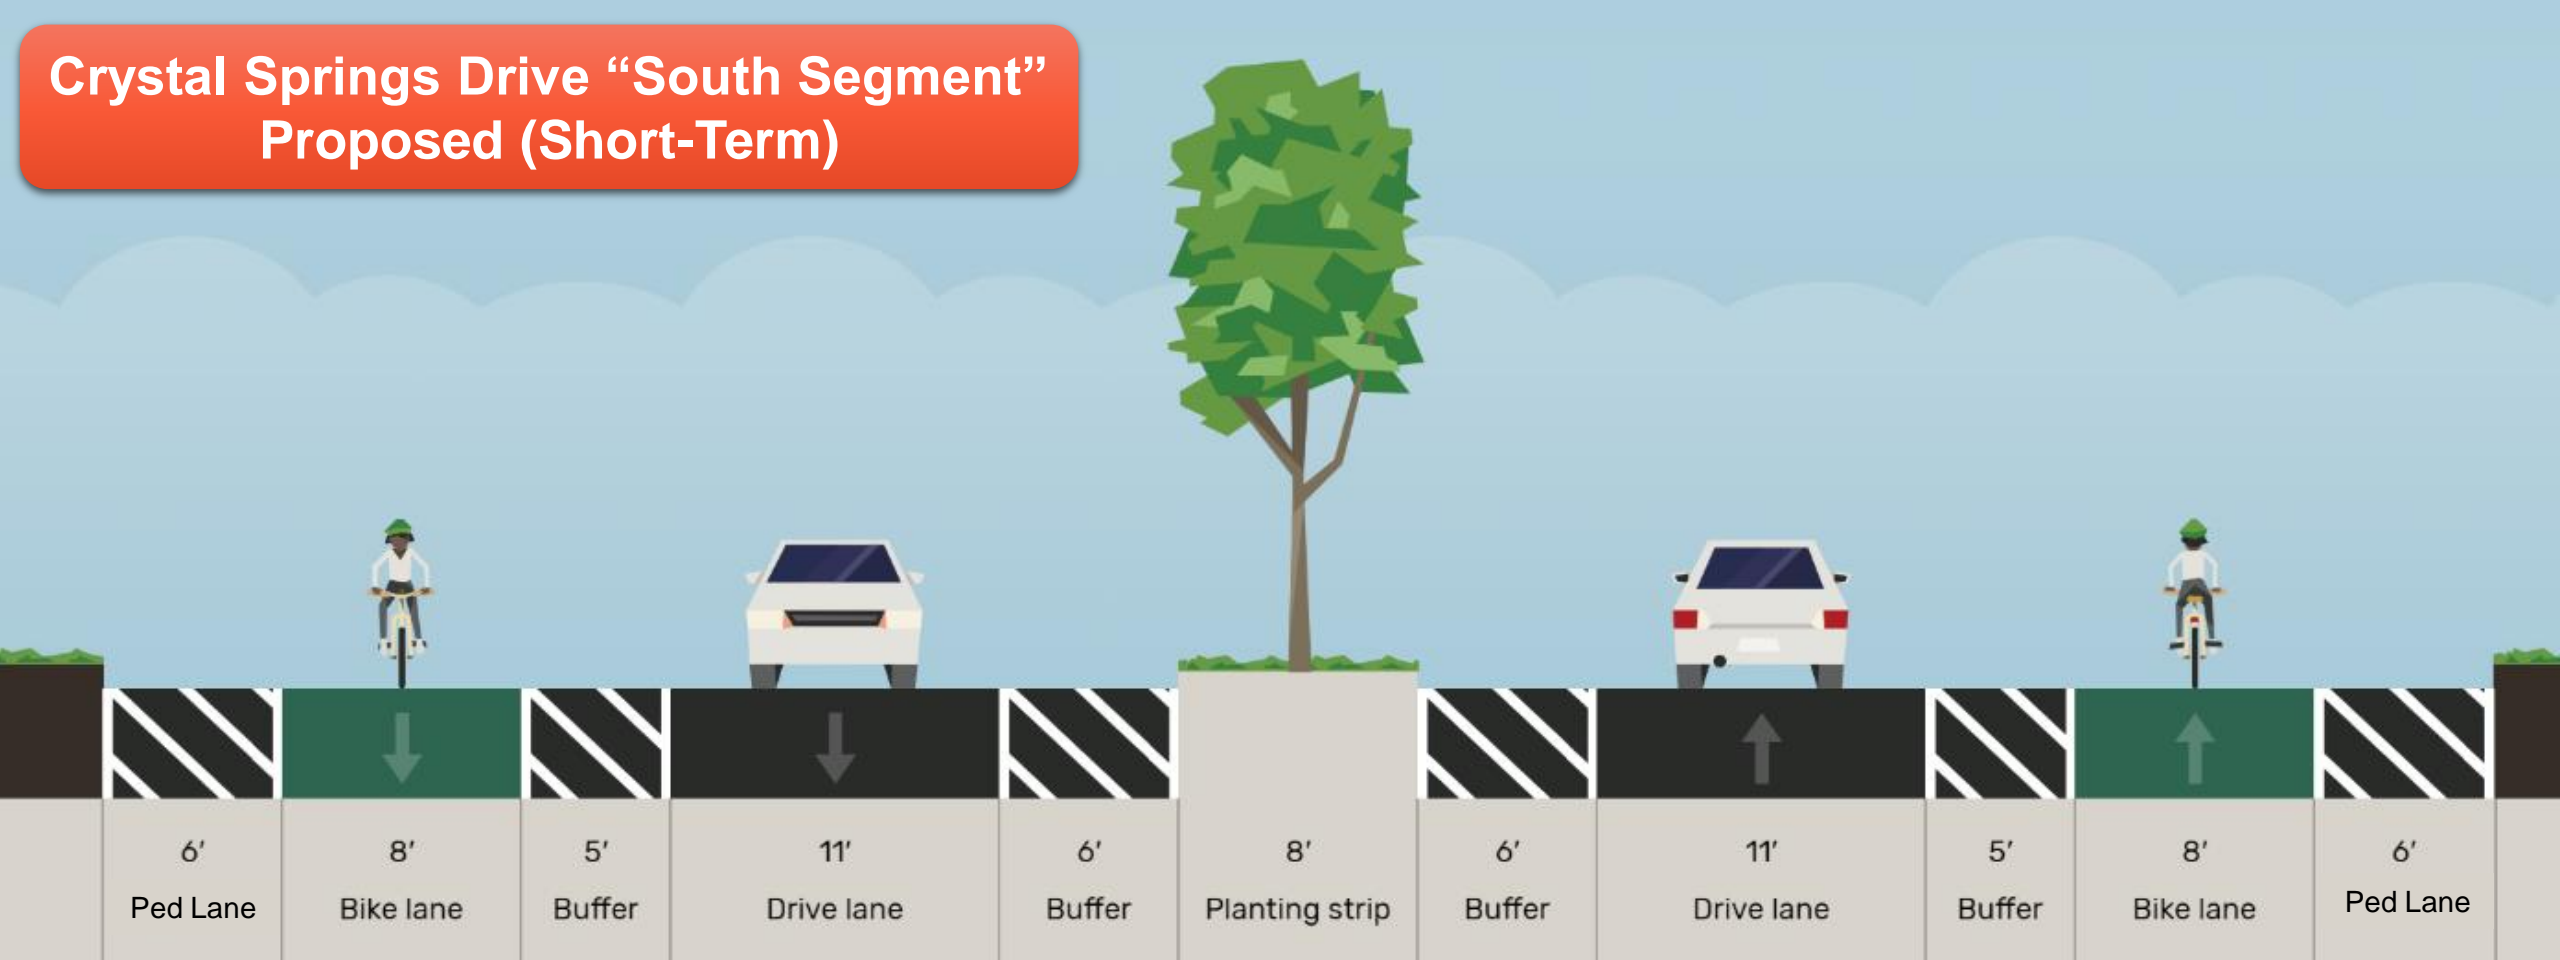 Crystal Springs Drive “South Segment”
Proposed (Short-Term)
6' 8' 5' 11' 6' 8' 6' 11' 5' 8' 6'
Ped Lane Bike lane Buffer Drive lane Buffer Planting strip Buffer Drive lane Buffer Bike lane Ped Lane